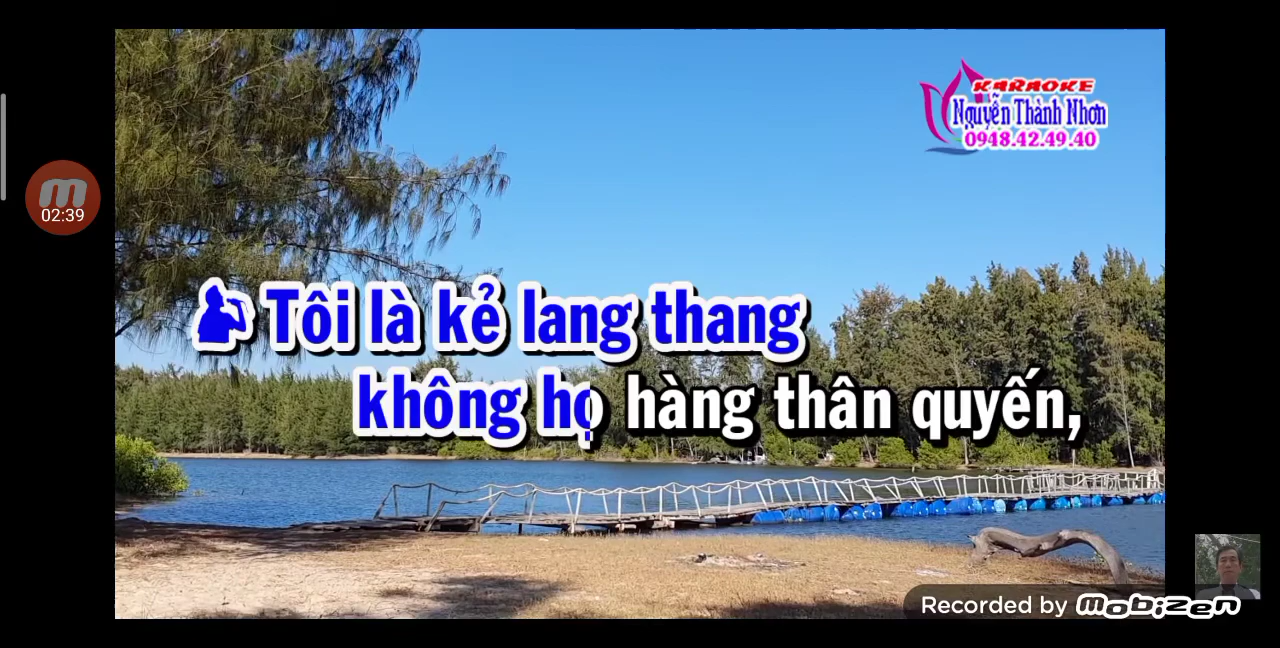 KARAOKE
Nguyễn Thành Nhơn
0948.42.49.40
02:39
Tôi là kẻ lang thang
không họ hàng thân quyến,
Recorded by mobizen